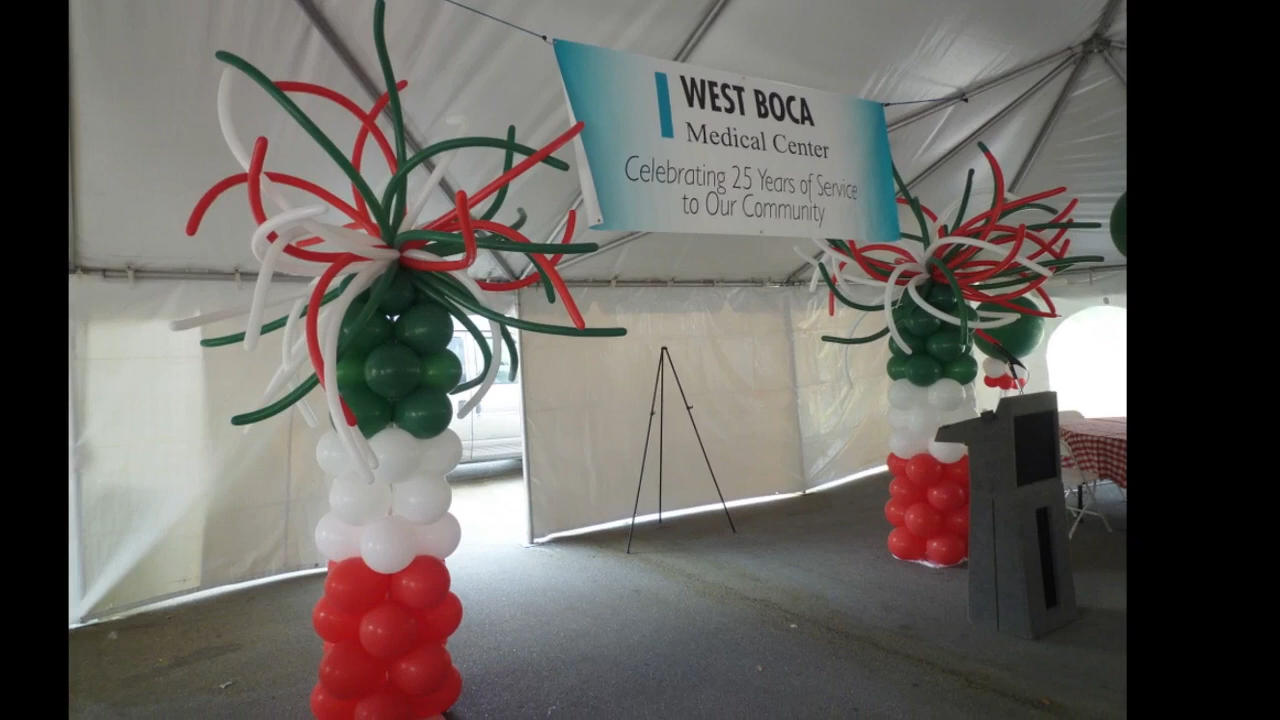 WEST BOCA
Medical Center
Celebrating 25 Years of Service
to Our Community